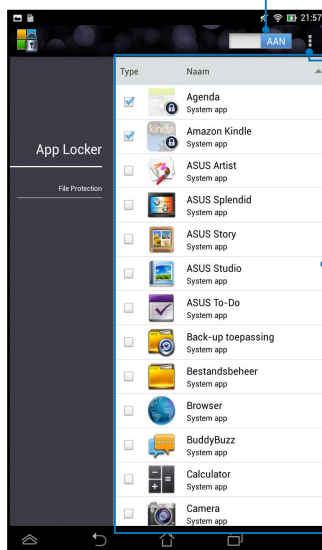 21:57
AAN
Type Naam
App Locker
File Protection
Agenda
System app
kindle
Amazon Kindle
System app
ASUS Artist
System app
ASUS Splendid
System app
ASUS Story
System app
ASUS Studio
System app
ASUS To-Do
System app
Back-up toepassing
System app
Bestandsbeheer
System app
Browser
System app
BuddyBuzz
System app
Calculator
System app
Camera
System app